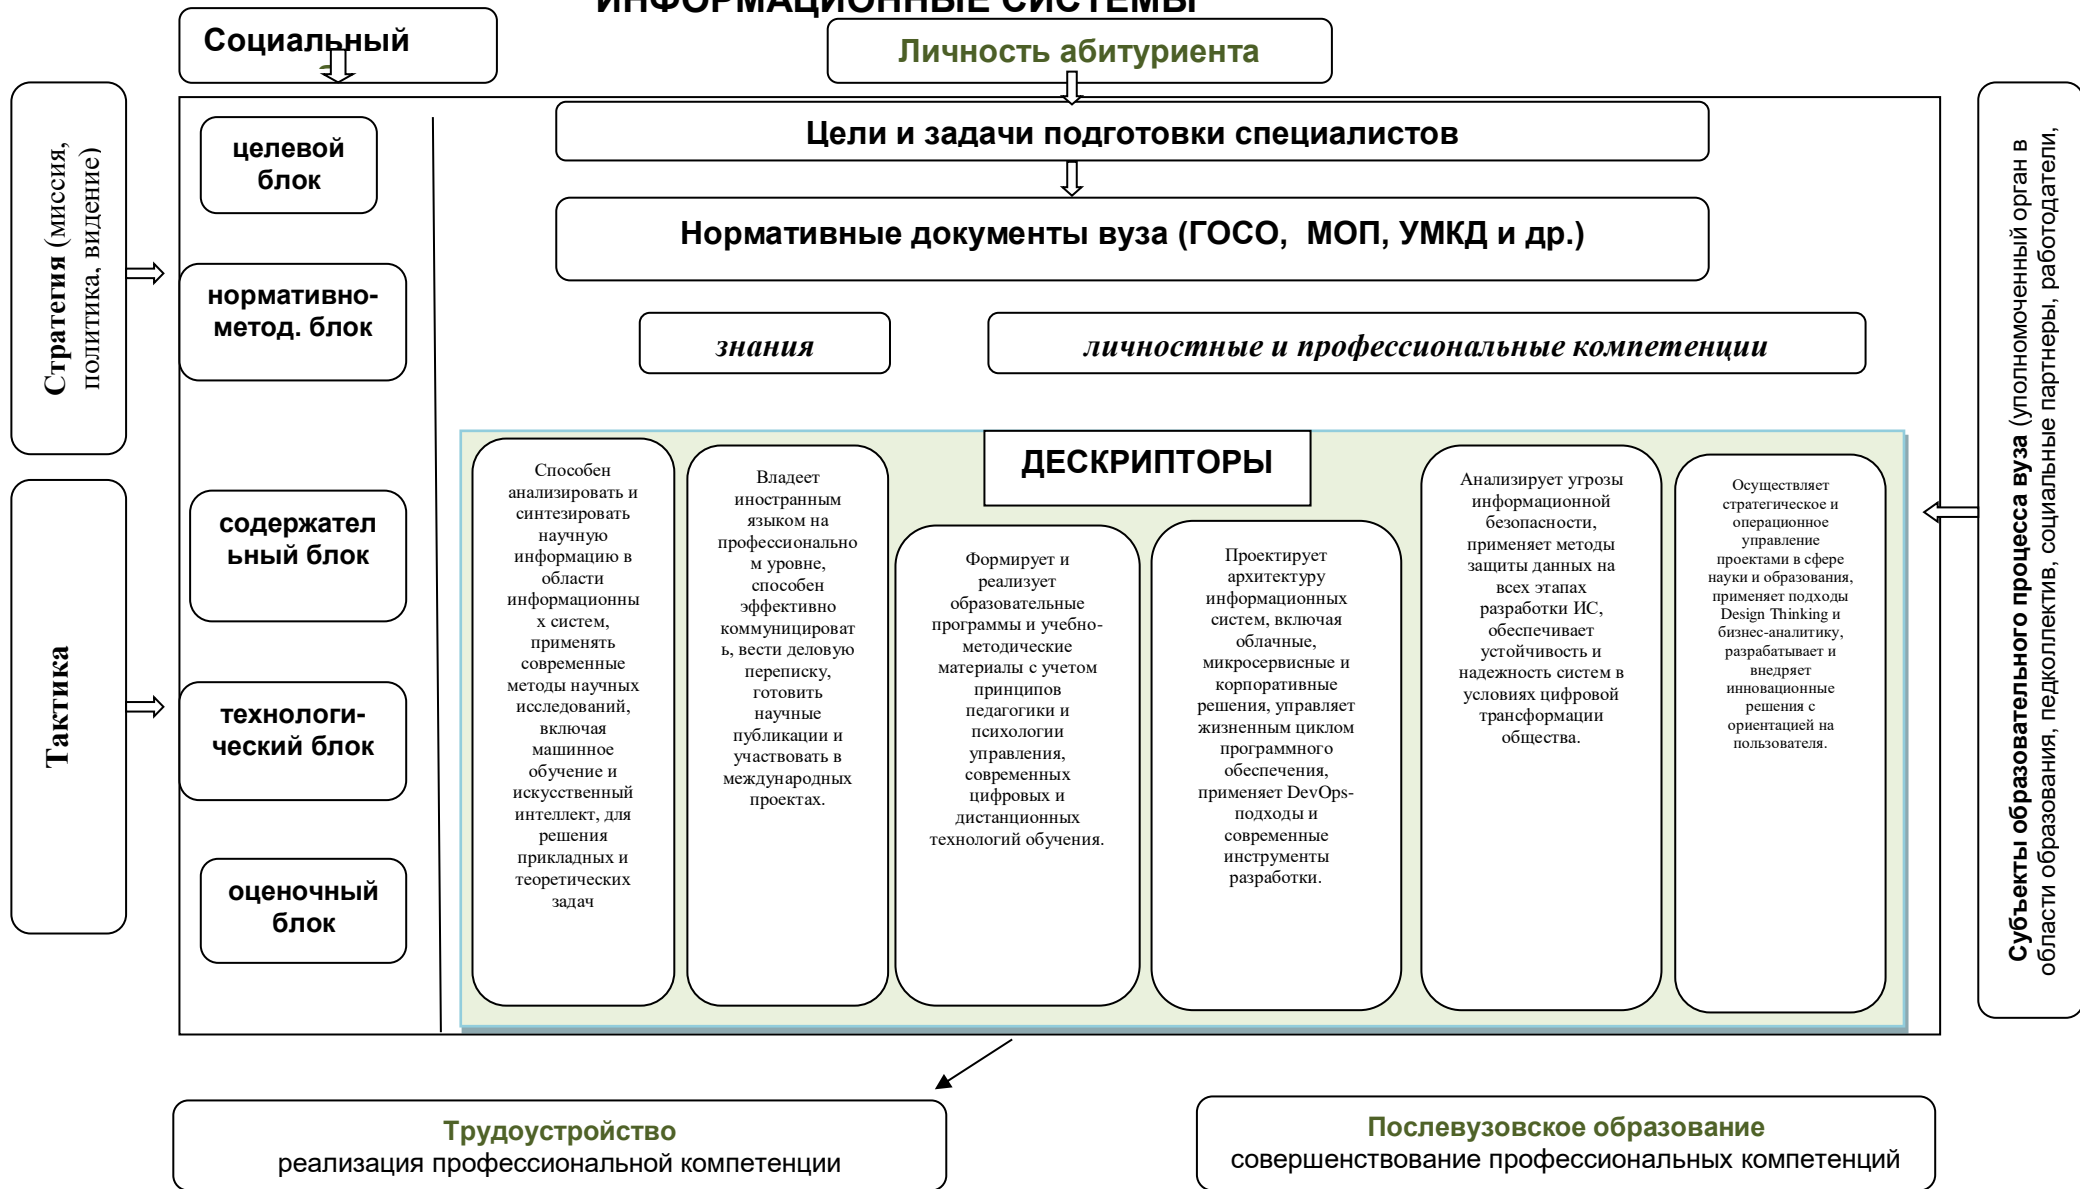 ИНФОРМАЦИОННЫЕ СИСТЕМЫ
Социальный
Личность абитуриента
Стратегия (миссия,
политика, видение)
Тактика
целевой
блок
нормативно-
метод. блок
содержател
ьный блок
технологи-
ческий блок
оценочный
блок
Цели и задачи подготовки специалистов
Нормативные документы вуза (ГОСО, МОП, УМКД и др.)
знания
личностные и профессиональные компетенции
ДЕСКРИПТОРЫ
Способен
анализировать и
синтезировать
научную
информацию в
области
информационны
х систем,
применять
современные
методы научных
исследований,
включая
машинное
обучение и
искусственный
интеллект, для
решения
прикладных и
теоретических
задач
Владеет
иностранным
языком на
профессионально
м уровне,
способен
эффективно
коммуницироват
ь, вести деловую
переписку,
готовить
научные
публикации и
участвовать в
международных
проектах.
Формирует и
реализует
образовательные
программы и учебно-
методические
материалы с учетом
принципов
педагогики и
психологии
управления,
современных
цифровых и
дистанционных
технологий обучения.
Проектирует
архитектуру
информационных
систем, включая
облачные,
микросервисные и
корпоративные
решения, управляет
жизненным циклом
программного
обеспечения,
применяет DevOps-
подходы и
современные
инструменты
разработки.
Анализирует угрозы
информационной
безопасности,
применяет методы
защиты данных на
всех этапах
разработки ИС,
обеспечивает
устойчивость и
надежность систем в
условиях цифровой
трансформации
общества.
Осуществляет
стратегическое и
операционное
управление
проектами в сфере
науки и образования,
применяет подходы
Design Thinking и
бизнес-аналитику,
разрабатывает и
внедряет
инновационные
решения с
ориентацией на
пользователя.
Субъекты образовательного процесса вуза (уполномоченный орган в
области образования, педколлектив, социальные партнеры, работодатели,
Трудоустройство
реализация профессиональной компетенции
Послевузовское образование
совершенствование профессиональных компетенций